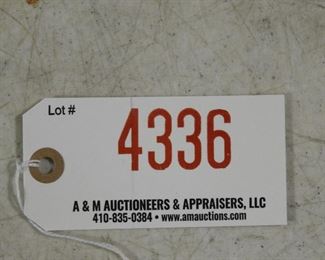 Lot #
4336
A & M AUCTIONEERS & APPRAISERS, LLC
410-835-0384 • www.amauctions.com